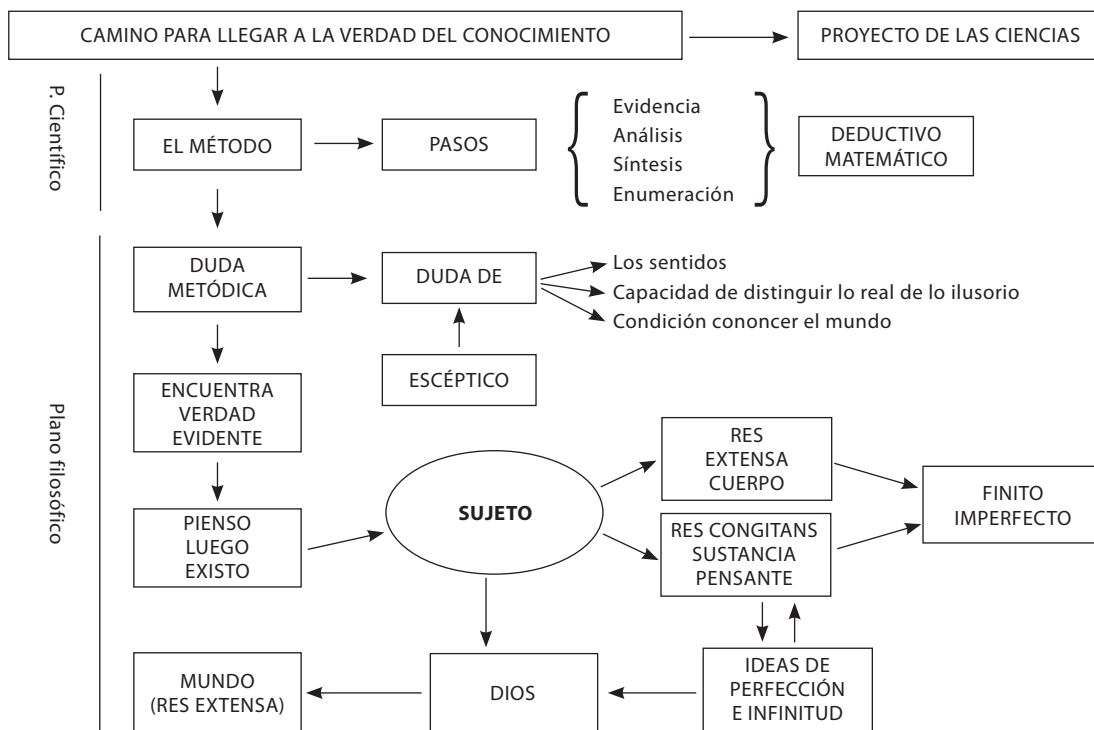 CAMINO PARA LLEGAR A LA VERDAD DEL CONOCIMIENTO
PROYECTO DE LAS CIENCIAS
P. Científico
EL MÉTODO
PASOS
Evidencia
Análisis
Síntesis
Enumeración
DEDUCTIVO
MATEMÁTICO
Plano filosófico
DUDA
METÓDICA
DUDA DE
Los sentidos
Capacidad de distinguir lo real de lo ilusorio
Condición cononcer el mundo
ESCÉPTICO
ENCUENTRA
VERDAD
EVIDENTE
PIENSO
LUEGO
EXISTO
SUJETO
RES
EXTENSA
CUERPO
RES CONGITANS
SUSTANCIA
PENSANTE
FINITO
IMPERFECTO
MUNDO
(RES EXTENSA)
DIOS
IDEAS DE
PERFECCIÓN
E INFINITUD